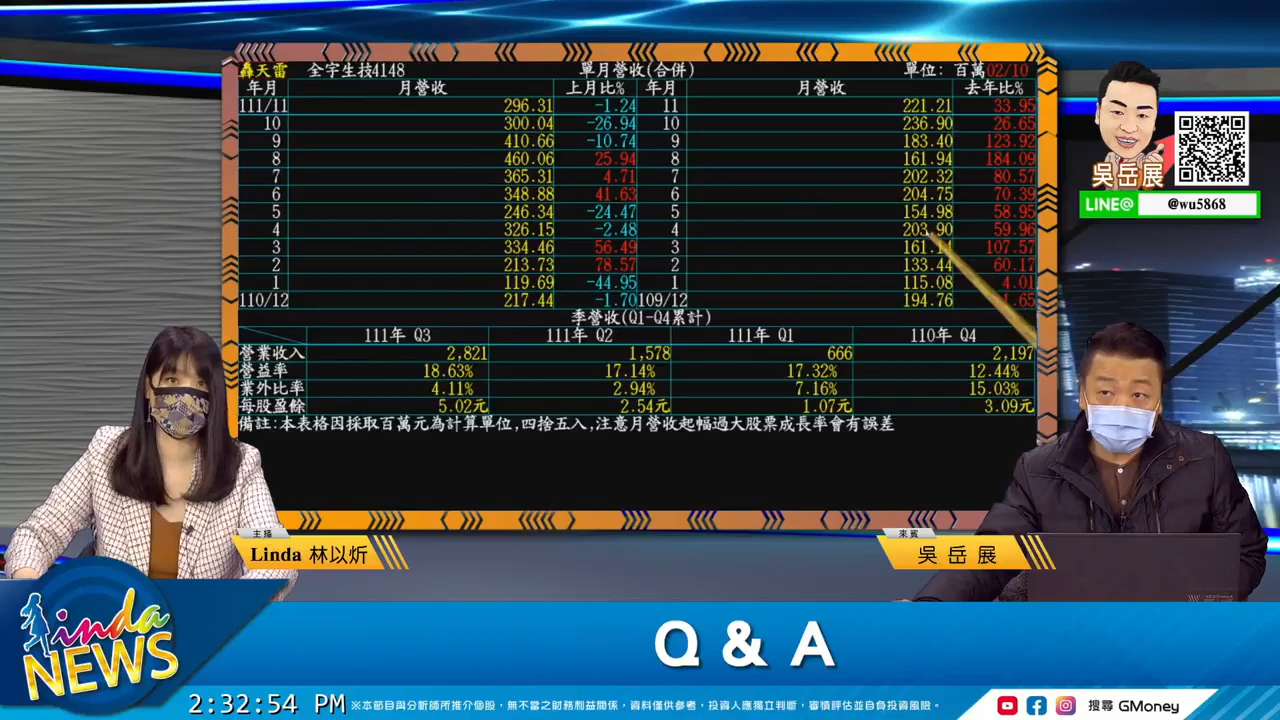 轟天雷 全宇生技4148 單月營收(合併) 單位: 百萬 02/10
年月 月營收 上月比% 年月 月營收 去年比%
111/11 296.31 -1.24 11 221.21 33.95
10 300.04 -26.94 10 236.90 26.65
9 410.66 -10.74 9 183.40 123.92
8 460.06 25.94 8 161.94 184.09
7 365.31 4.71 7 202.32 80.57
6 348.88 41.63 6 204.75 70.39
5 246.34 -24.47 5 154.98 58.95
4 326.15 -2.48 4 203.90 59.96
3 334.46 56.49 3 161.14 107.57
2 213.73 78.57 2 133.44 60.17
1 119.69 -44.95 1 115.08 4.01
110/12 217.44 -1.70 109/12 194.76
季營收(Q1-Q4累計)
111年 Q3 111年 Q2 111年 Q1 110年 Q4
營業收入 2,821 1,578 666 2,197
營益率 18.63% 17.14% 17.32% 12.44%
業外比率 4.11% 2.94% 7.16% 15.03%
每股盈餘 5.02元 2.54元 1.07元 3.09元
備註:本表格因採取百萬元為計算單位,四捨五入,注意月營收起幅過大股票成長率會有誤差
吳岳展
LINE@ @wu5868
主播
Linda 林以炘
來賓
吳岳展
Linda
NEWS
Q & A
2:32:54 PM ※本節目與分析師所推介個股,無不當之財務利益關係,資料僅供參考,投資人應獨立判斷,審慎評估並自負投資風險。
搜尋 GMoney